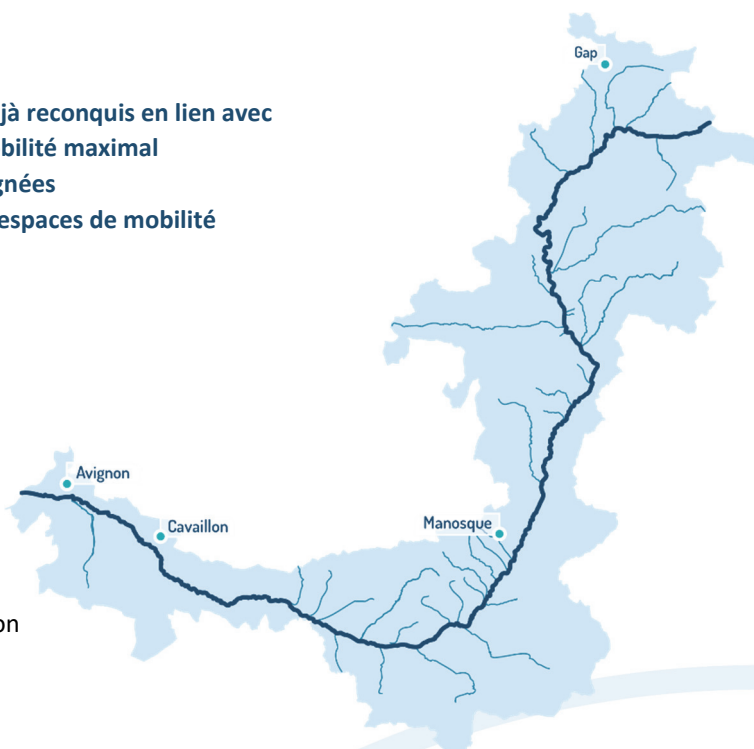 Gap
jà reconquis en lien avec
bilité maximal
gnées
espaces de mobilité
Avignon
Cavaillon
Manosque
on